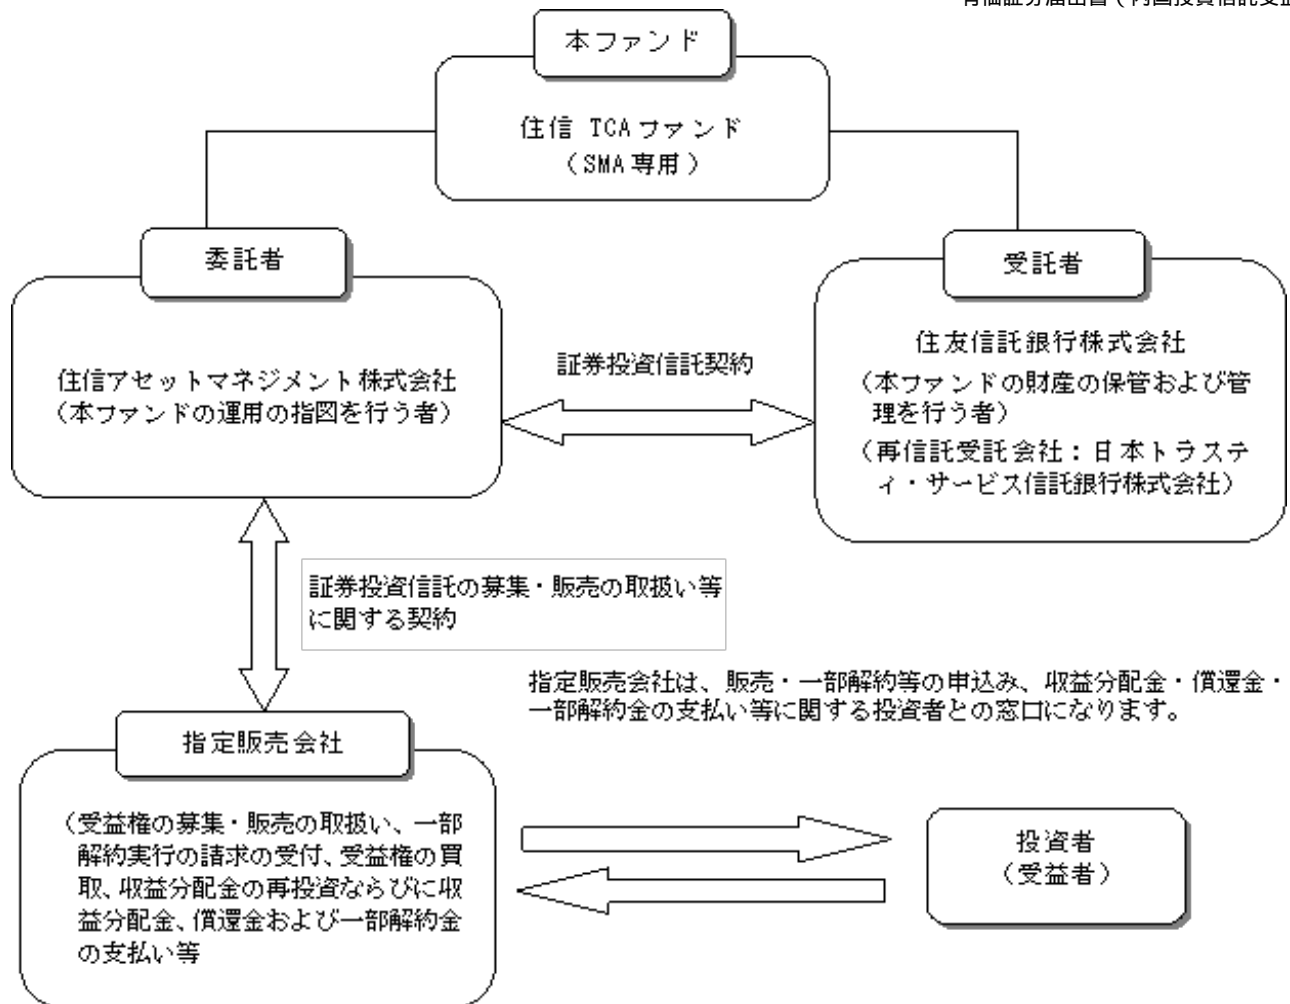 本ファンド
住信 TCAファンド
（SMA専用）
委託者
受託者
住信アセットマネジメント株式会社
（本ファンドの運用の指図を行う者）
証券投資信託契約
住友信託銀行株式会社
（本ファンドの財産の保管および管
理を行う者）
（再信託受託会社：日本トラステ
ィ・サービス信託銀行株式会社）
証券投資信託の募集・販売の取扱い等
に関する契約
指定販売会社は、販売・一部解約等の申込み、収益分配金・償還金・
一部解約金の支払い等に関する投資者との窓口になります。
指定販売会社
（受益権の募集・販売の取扱い、一部
解約実行の請求の受付、受益権の買
取、収益分配金の再投資ならびに収
益分配金、償還金および一部解約金
の支払い等
投資者
（受益者）